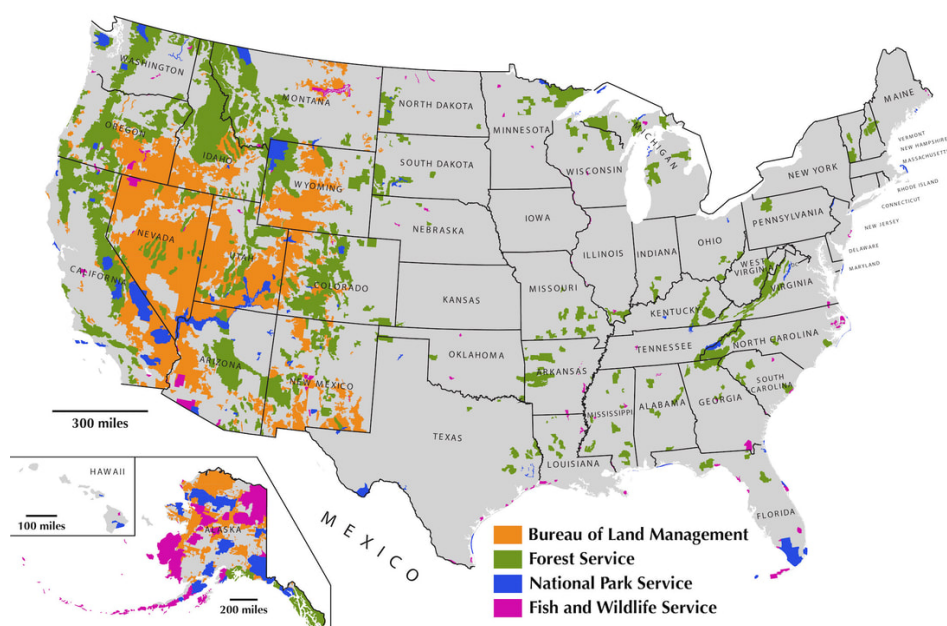 WASHINGTON
MONTANA
NORTH DAKOTA
MINNESOTA
MAINE
OREGON
IDAHO
SOUTH DAKOTA
WISCONSIN
MICHIGAN
VERMONT
NEW HAMPSHIRE
MASSACHUSETTS
NEW YORK
WYOMING
RHODE ISLAND
CONNECTICUT
NEBRASKA
IOWA
PENNSYLVANIA
NEW JERSEY
NEVADA
UTAH
ILLINOIS
INDIANA
OHIO
DELAWARE
MARYLAND
CALIFORNIA
COLORADO
KANSAS
MISSOURI
WEST
VIRGINIA
VIRGINIA
KENTUCKY
ARIZONA
NEW MEXICO
OKLAHOMA
ARKANSAS
TENNESSEE
NORTH CAROLINA
SOUTH
CAROLINA
MISSISSIPPI
ALABAMA
GEORGIA
TEXAS
LOUISIANA
FLORIDA
300 miles
HAWAII
100 miles
ALASKA
200 miles
MEXICO
Bureau of Land Management
Forest Service
National Park Service
Fish and Wildlife Service